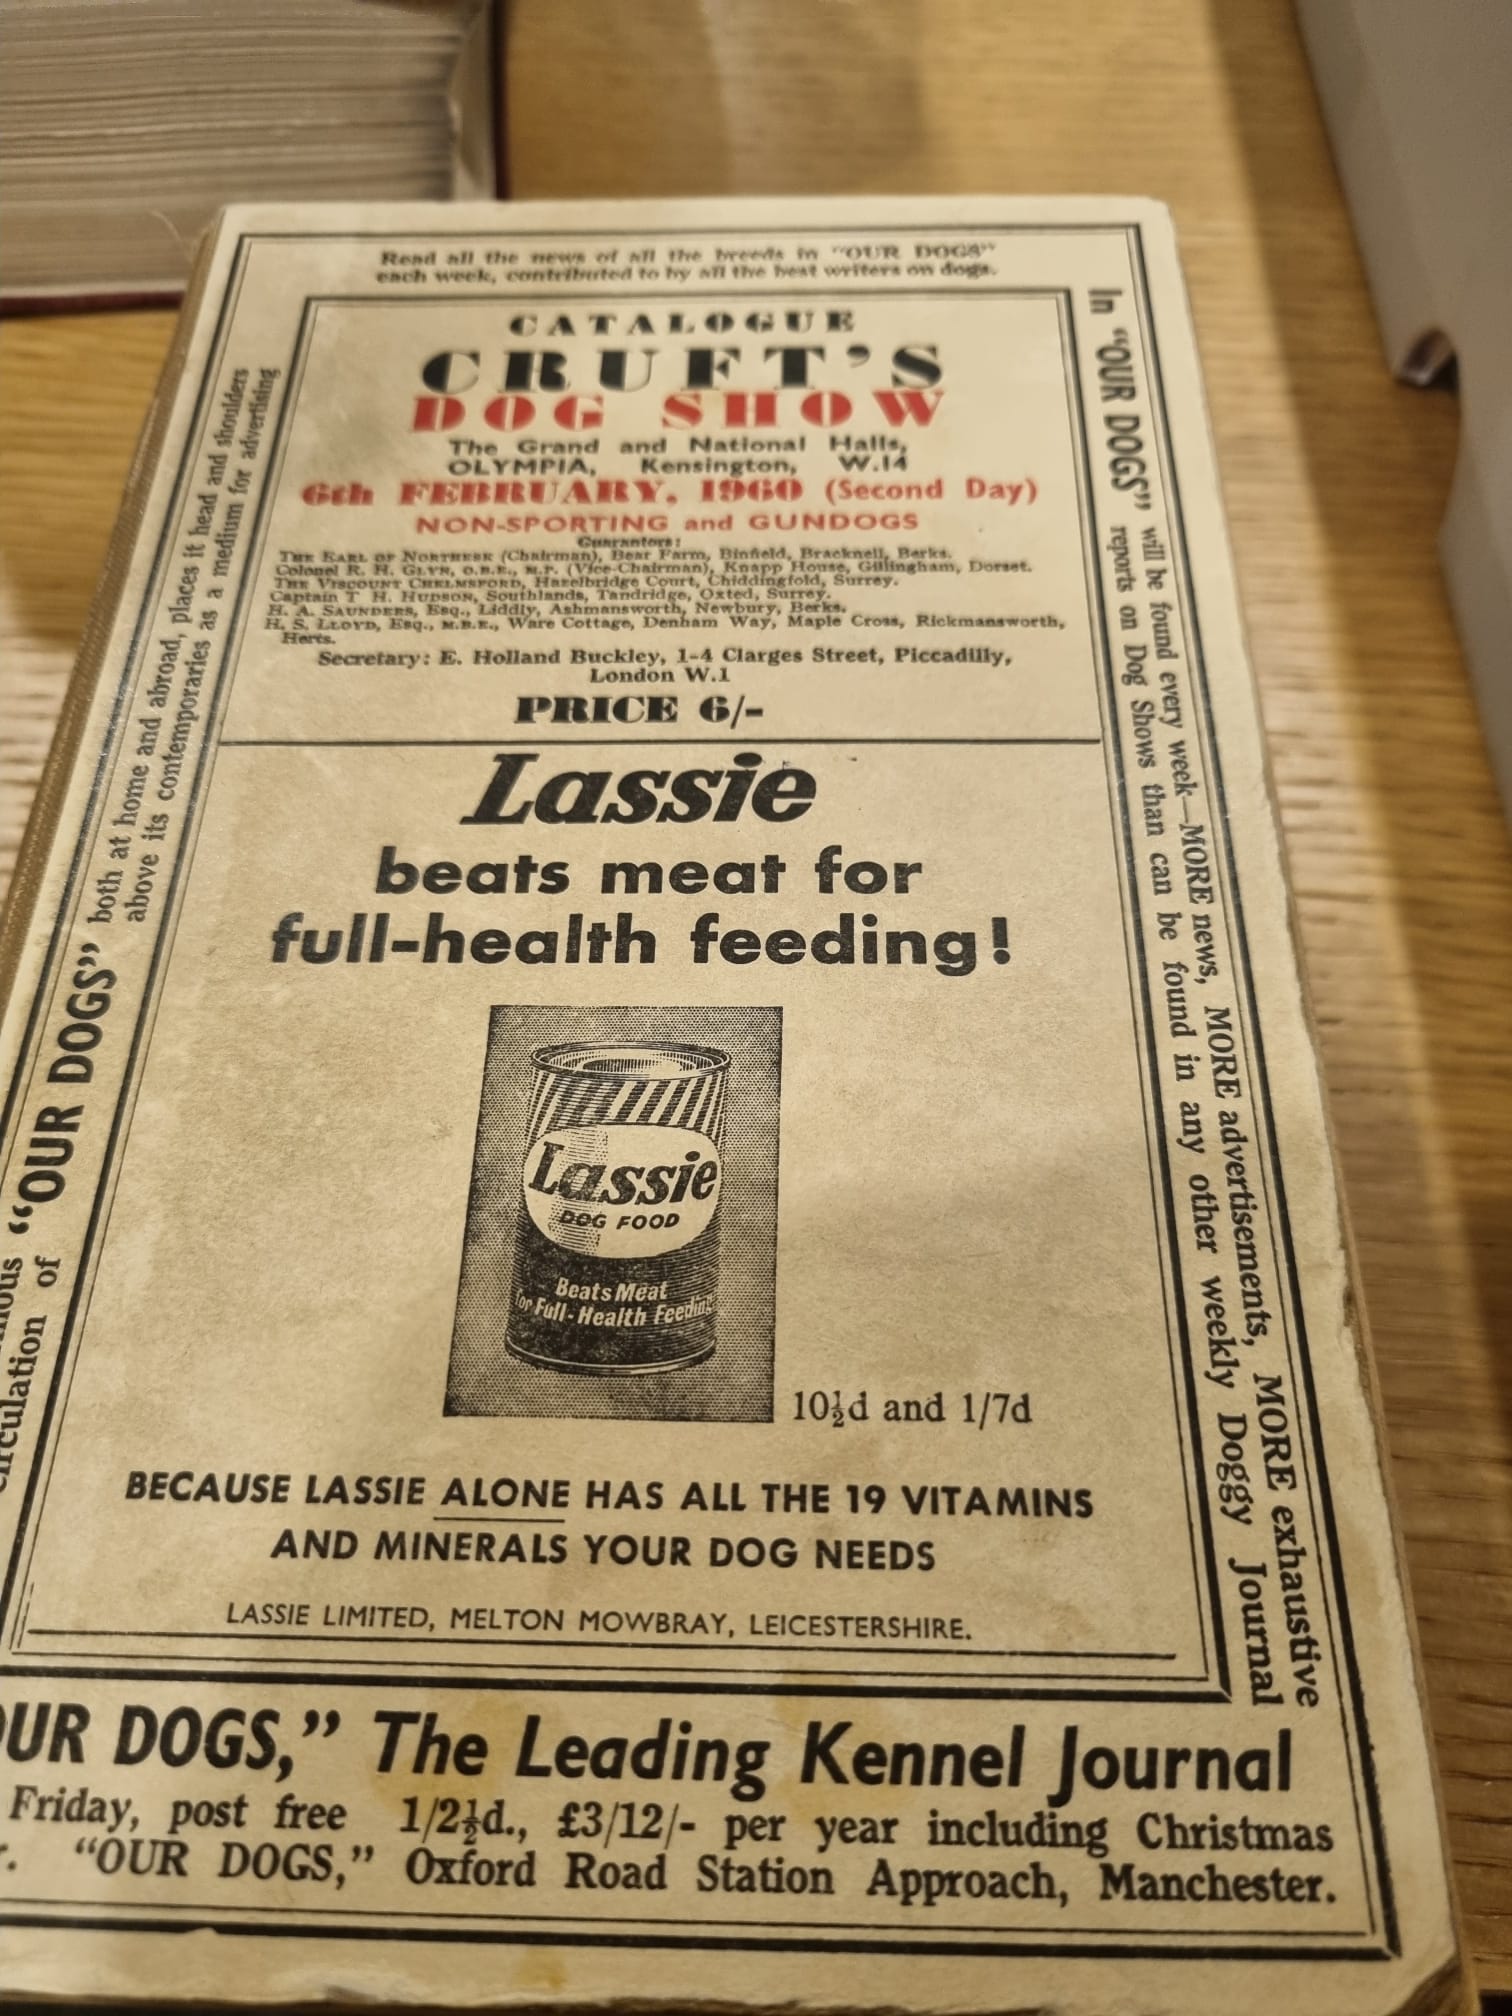 Read all the news of all the breeds in "OUR DOGS"
each week, contributed to by all the best writers on dogs.
CATALOGUE
CRUFT'S
DOG SHOW
The Grand and National Halls,
OLYMPIA, Kensington, W.14
6th FEBRUARY, 1960 (Second Day)
NON-SPORTING and GUNDOGS
Guarantors:
THE EARL OF NORTHESK (Chairman), Bear Farm, Binfield, Bracknell, Berks.
Colonel R. H. GLYN, O.B.E., M.P. (Vice-Chairman), Knapp House, Gillingham, Dorset.
THE VISCOUNT CHELMSFORD, Hazelbridge Court, Chiddingfold, Surrey.
Captain T H. HUDSON, Southlands, Tandridge, Oxted, Surrey.
H. A. SAUNDERS, Esq., Liddly, Ashmansworth, Newbury, Berks.
H. S. LLOYD, Esq., M.B.E., Ware Cottage, Denham Way, Maple Cross, Rickmansworth,
Herts.
Secretary: E. Holland Buckley, 1-4 Clarges Street, Piccadilly,
London W.1
PRICE 6/-
Lassie
beats meat for
full-health feeding!
Lassie
DOG FOOD
Beats Meat
for Full-Health Feeding
10½d and 1/7d
BECAUSE LASSIE ALONE HAS ALL THE 19 VITAMINS
AND MINERALS YOUR DOG NEEDS
LASSIE LIMITED, MELTON MOWBRAY, LEICESTERSHIRE.
circulation of "OUR DOGS" both at home and abroad, places it head and shoulders
above its contemporaries as a medium for advertising
In "OUR DOGS" will be found every week—MORE news, MORE advertisements, MORE exhaustive
reports on Dog Shows than can be found in any other weekly Doggy Journal
OUR DOGS," The Leading Kennel Journal
Friday, post free 1/2½d., £3/12/- per year including Christmas
"OUR DOGS," Oxford Road Station Approach, Manchester.